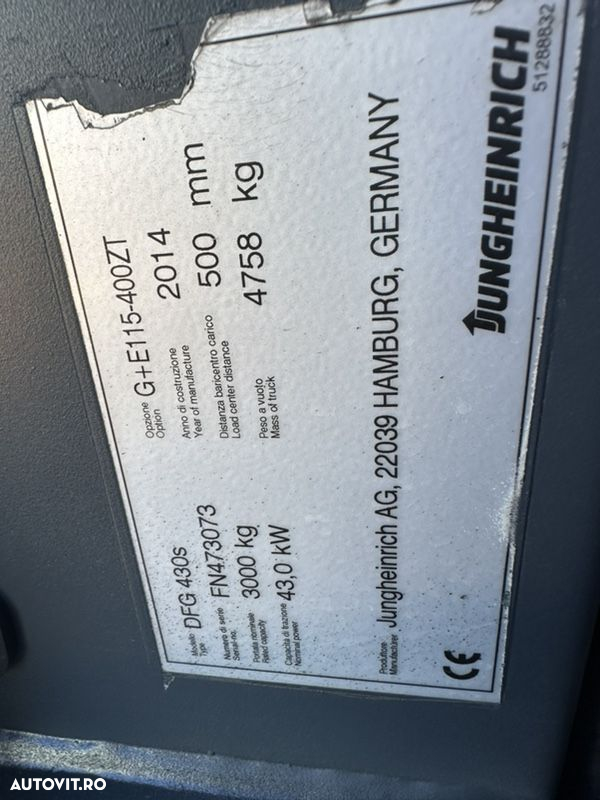 Modello
Type DFG 430s
Opzione
Option G+E115-400ZT
Numero di serie
Serial-no. FN473073
Anno di costruzione
Year of manufacture 2014
Portata nominale
Rated capacity 3000 kg
Distanza baricentro carico
Load center distance 500 mm
Capacità di trazione
Nominal power 43,0 kW
Peso a vuoto
Mass of truck 4758 kg
Produttore
Manufacturer Jungheinrich AG, 22039 HAMBURG, GERMANY
CE
JUNGHEINRICH
51288832
AUTOVIT.RO